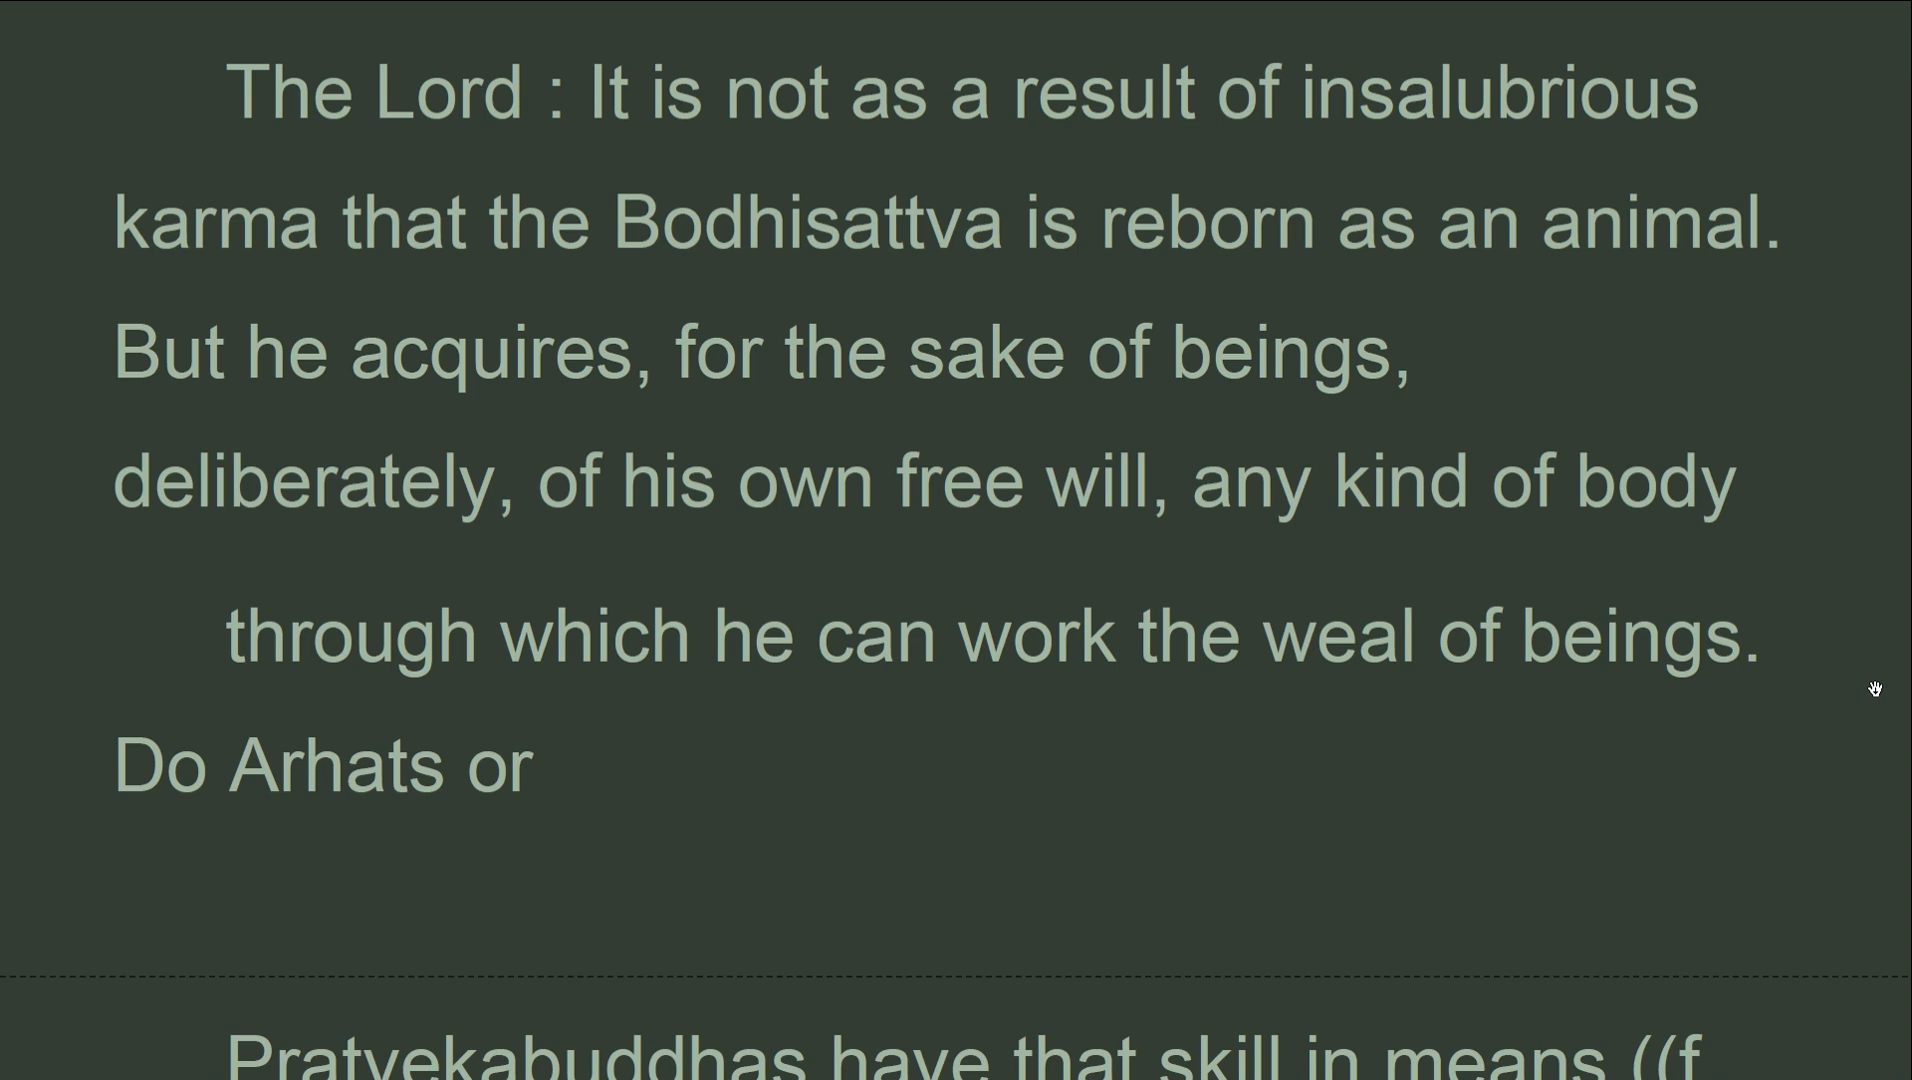 The Lord : It is not as a result of insalubrious
karma that the Bodhisattva is reborn as an animal.
But he acquires, for the sake of beings,
deliberately, of his own free will, any kind of body
through which he can work the weal of beings.
Do Arhats or
Pratyekabuddhas have that skill in means ((f